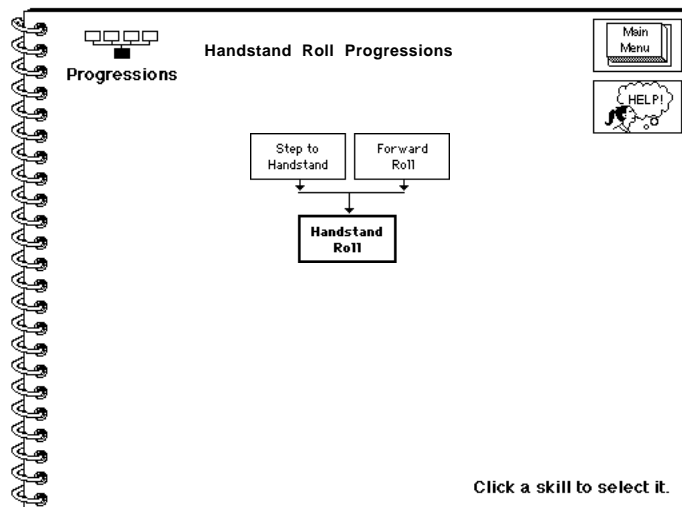 Progressions
Handstand Roll Progressions
Main
Menu
HELP!
Step to
Handstand
Forward
Roll
Handstand
Roll
Click a skill to select it.